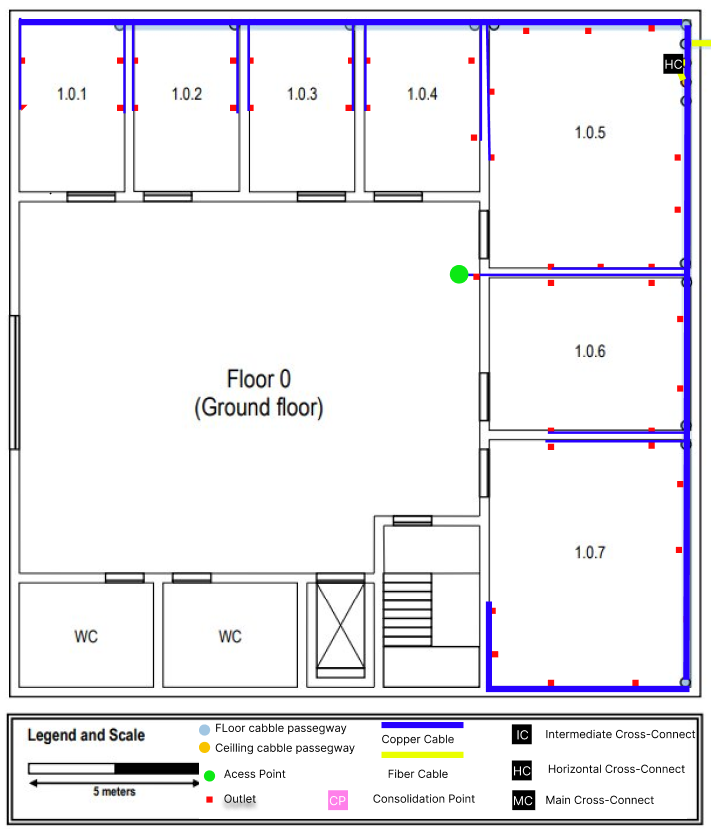 1.0.1
1.0.2
1.0.3
1.0.4
HC
1.0.5
1.0.6
Floor 0
(Ground floor)
1.0.7
WC
WC
Legend and Scale
5 meters
FLoor cabble passegway
Ceilling cabble passegway
Acess Point
Outlet
Copper Cable
Fiber Cable
CP Consolidation Point
IC Intermediate Cross-Connect
HC Horizontal Cross-Connect
MC Main Cross-Connect